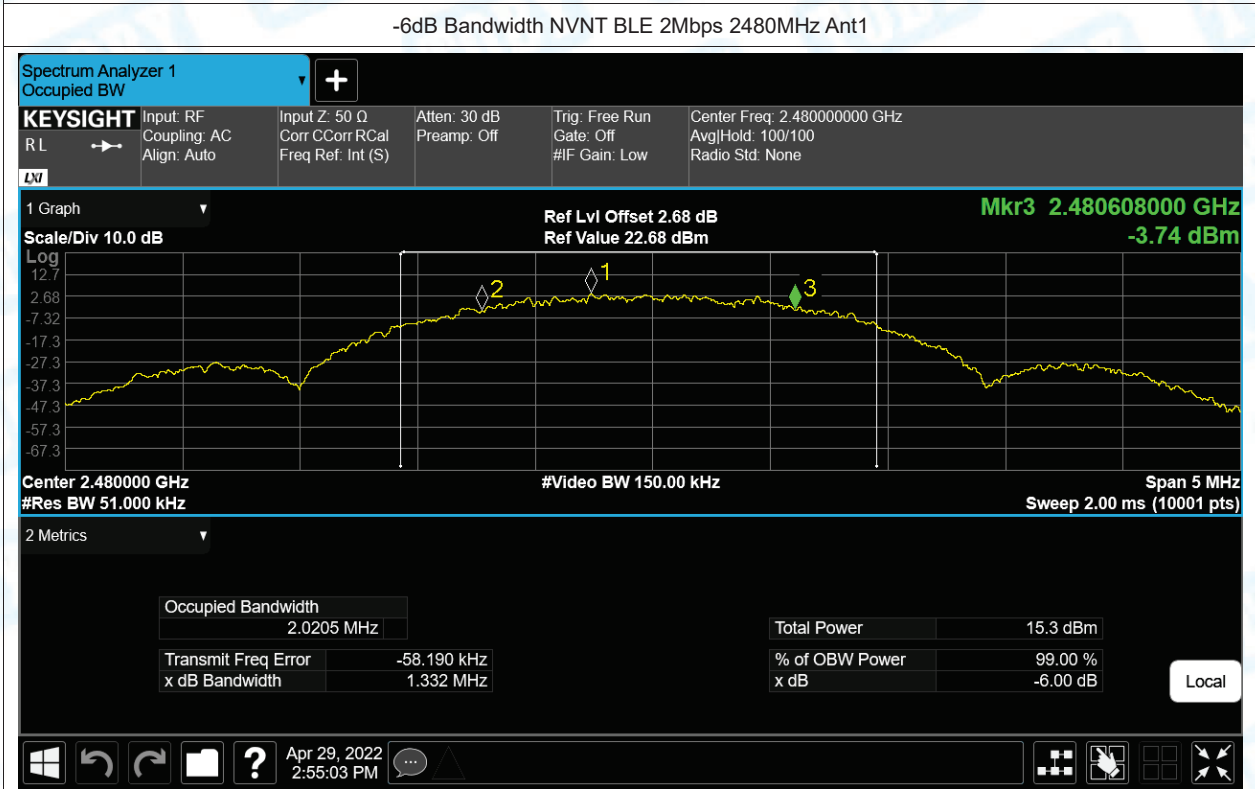 -6dB Bandwidth NVNT BLE 2Mbps 2480MHz Ant1
Spectrum Analyzer 1
Occupied BW
▼
+
KEYSIGHT
RL
LXI
Input: RF
Coupling: AC
Align: Auto
Input Z: 50 Ω
Corr CCorr RCal
Freq Ref: Int (S)
Atten: 30 dB
Preamp: Off
Trig: Free Run
Gate: Off
#IF Gain: Low
Center Freq: 2.480000000 GHz
Avg|Hold: 100/100
Radio Std: None
1 Graph ▼
Scale/Div 10.0 dB
Ref Lvl Offset 2.68 dB
Ref Value 22.68 dBm
Mkr3 2.480608000 GHz
-3.74 dBm
Log
12.7
2.68
-7.32
-17.3
-27.3
-37.3
-47.3
-57.3
-67.3
2
1
3
Center 2.480000 GHz
#Res BW 51.000 kHz
#Video BW 150.00 kHz
Span 5 MHz
Sweep 2.00 ms (10001 pts)
2 Metrics ▼
Occupied Bandwidth
2.0205 MHz
Transmit Freq Error -58.190 kHz
x dB Bandwidth 1.332 MHz
Total Power 15.3 dBm
% of OBW Power 99.00 %
x dB -6.00 dB
Local
?
Apr 29, 2022
2:55:03 PM